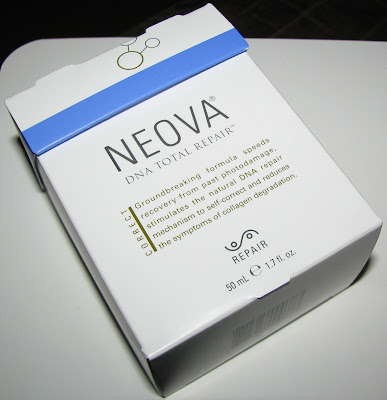 NEOVA®
DNA TOTAL REPAIR™
CORRECT
Groundbreaking formula speeds
recovery from past photodamage,
stimulates the natural DNA repair
mechanism to self-correct and reduces
the symptoms of collagen degradation.
REPAIR
50 mL ℮ 1.7 fl. oz.